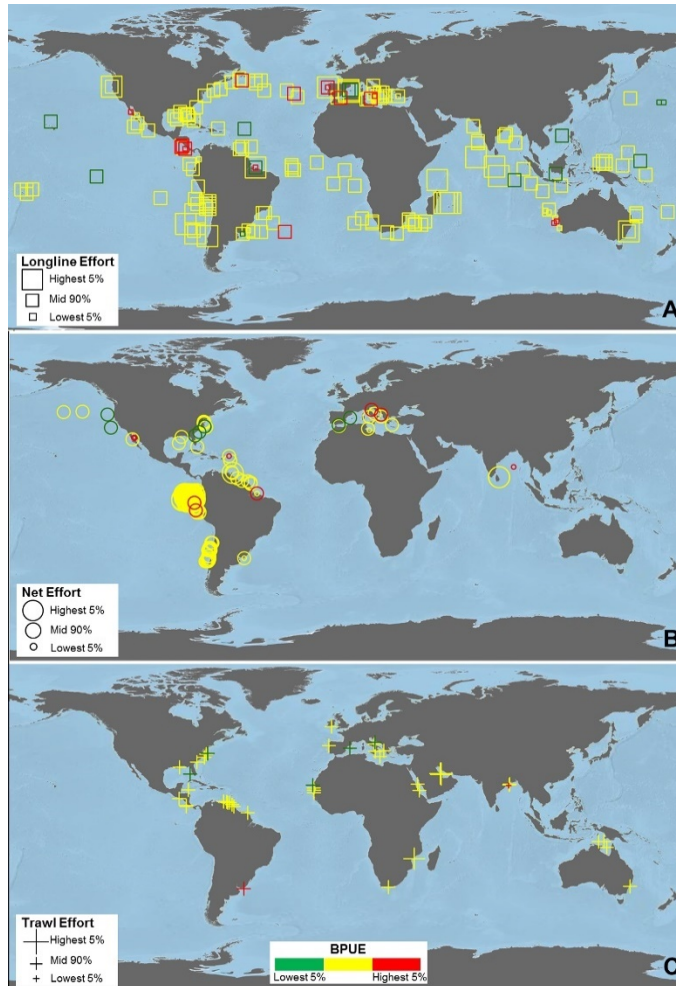 Longline Effort
Highest 5%
Mid 90%
Lowest 5%
A
Net Effort
Highest 5%
Mid 90%
Lowest 5%
B
Trawl Effort
Highest 5%
Mid 90%
Lowest 5%
BPUE
Lowest 5% Highest 5%
C